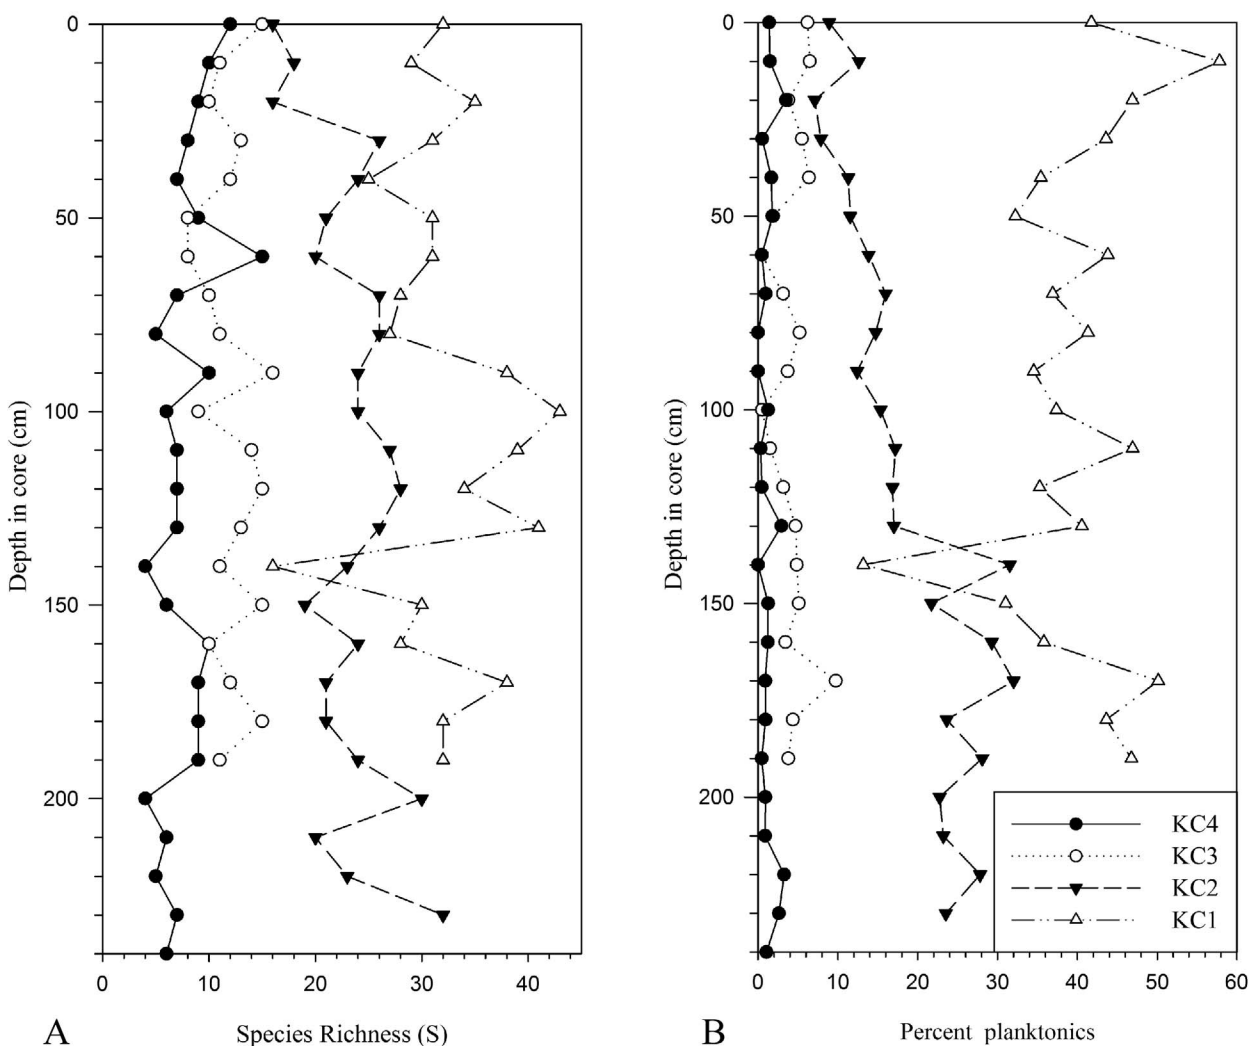 0
50
100
150
200
Depth in core (cm)
0 10 20 30 40
A Species Richness (S)
0
50
100
150
200
Depth in core (cm)
KC4
KC3
KC2
KC1
0 10 20 30 40 50 60
B Percent planktonics